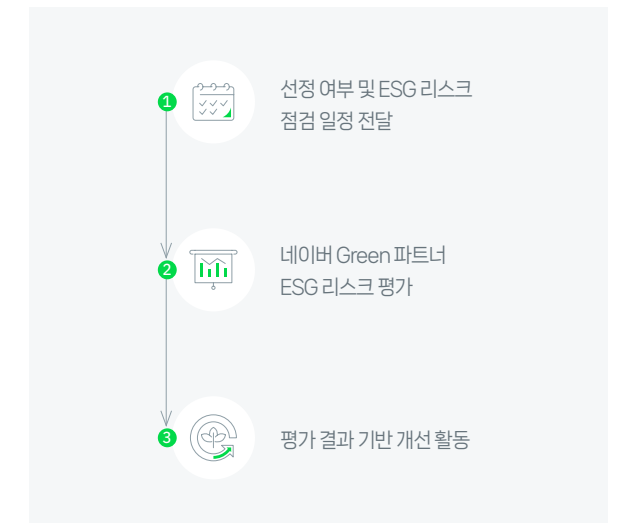 1
선정 여부 및 ESG 리스크
점검 일정 전달
2
네이버 Green 파트너
ESG 리스크 평가
3
평가 결과 기반 개선 활동